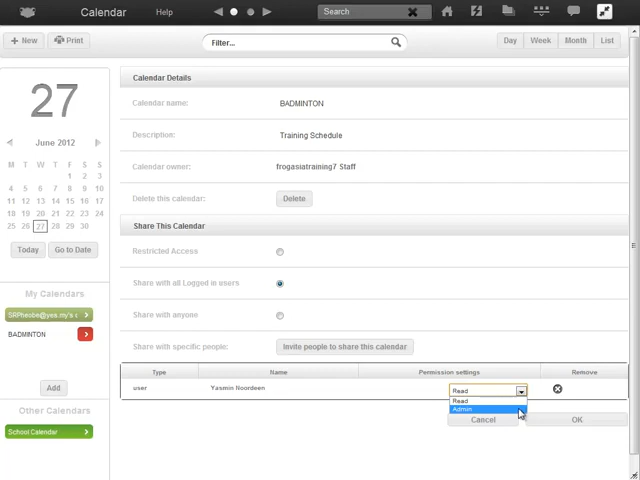 Calendar
Help
Search
New
Print
Filter...
Day Week Month List
27
June 2012
M T W T F S S
1 2 3
4 5 6 7 8 9 10
11 12 13 14 15 16 17
18 19 20 21 22 23 24
25 26 27 28 29 30
Today
Go to Date
My Calendars
SRPheobe@yes.my's c
BADMINTON
Add
Other Calendars
School Calendar
Calendar Details
Calendar name: BADMINTON
Description: Training Schedule
Calendar owner: frogasiatraining7 Staff
Delete this calendar: Delete
Share This Calendar
Restricted Access
Share with all Logged in users
Share with anyone
Share with specific people: Invite people to share this calendar
Type Name Permission settings Remove
user Yasmin Noordeen Read
Read
Admin
Cancel OK